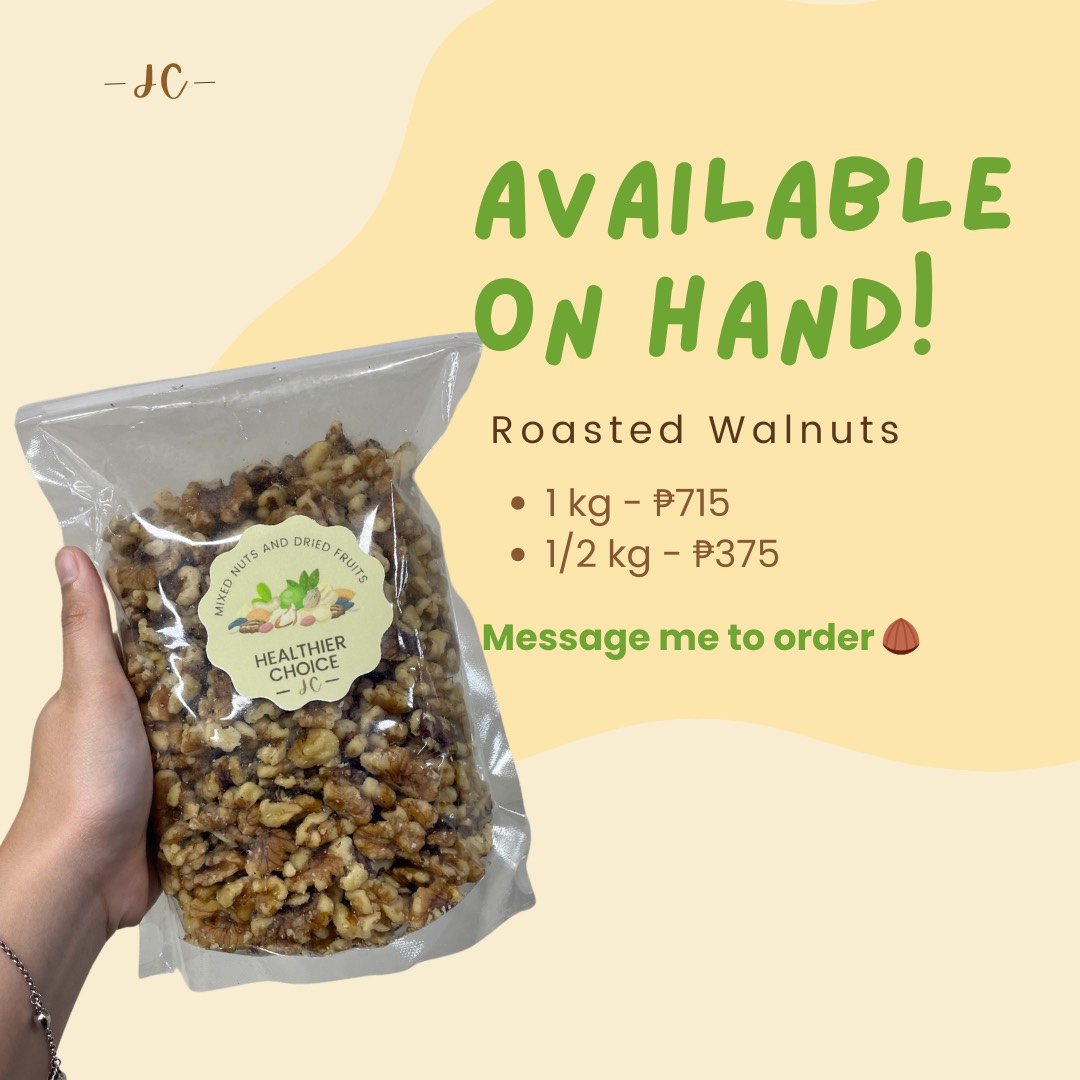 –JC–
AVAILABLE
ON HAND!
Roasted Walnuts
• 1 kg - ₱715
• 1/2 kg - ₱375
Message me to order
MIXED NUTS AND DRIED FRUITS
HEALTHIER
CHOICE
–JC–